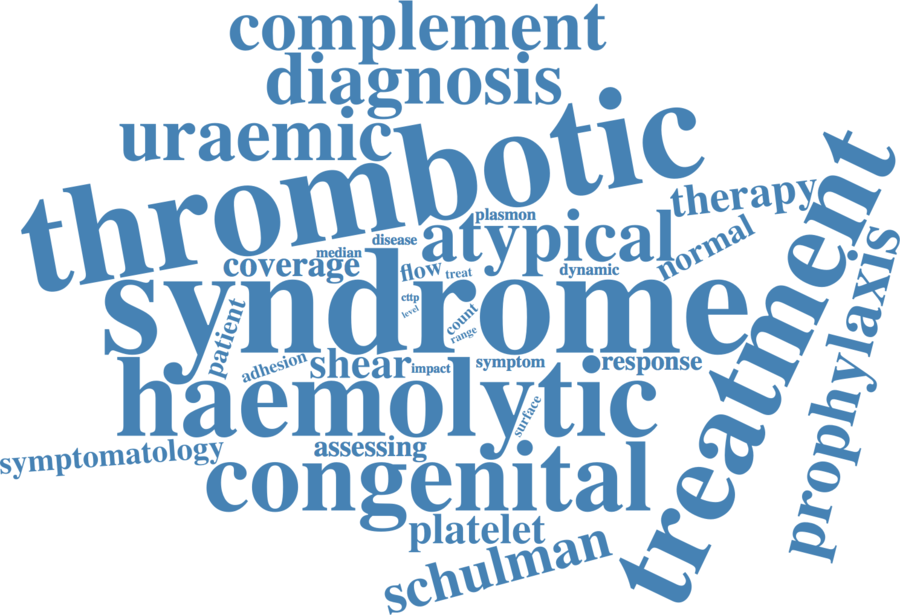 complement
diagnosis
uraemic
thrombotic
therapy
plasmon
atypical
disease
median
normal
coverage
flow
treat
dynamic
treatment
syndrome
cttp
level
count
range
patient
prophylaxis
adhesion
shear
impact
symptom
response
haemolytic
surface
symptomatology
assessing
congenital
platelet
schulman